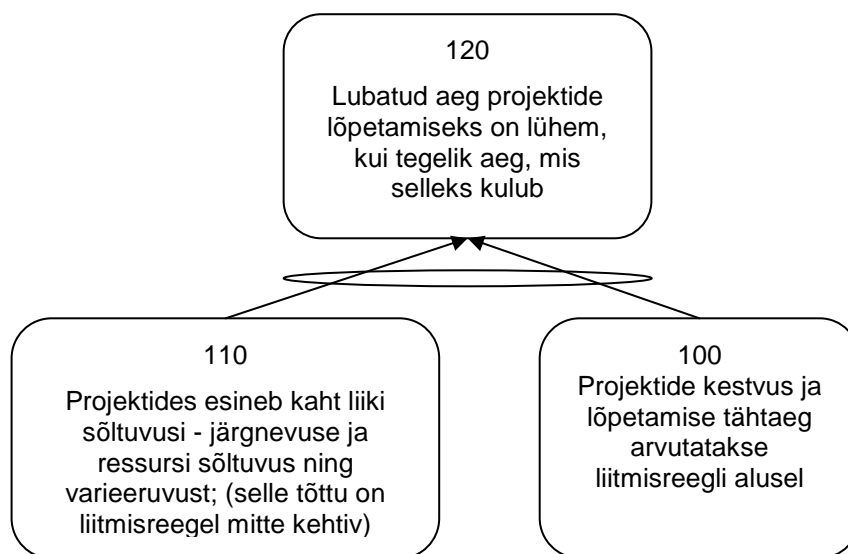 120
Lubatud aeg projektide
lõpetamiseks on lühem,
kui tegelik aeg, mis
selleks kulub
110
Projektides esineb kaht liiki
sõltuvusi - järgnevuse ja
ressursi sõltuvus ning
varieeruvust; (selle tõttu on
liitmisreegel mitte kehtiv)
100
Projektide kestvus ja
lõpetamise tähtaeg
arvutatakse
liitmisreegli alusel